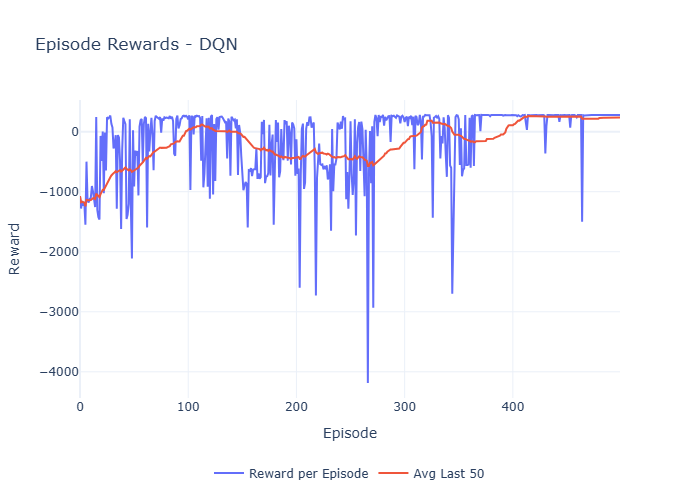 Episode Rewards - DQN
0
−1000
−2000
−3000
−4000
Reward
0 100 200 300 400
Episode
Reward per Episode Avg Last 50